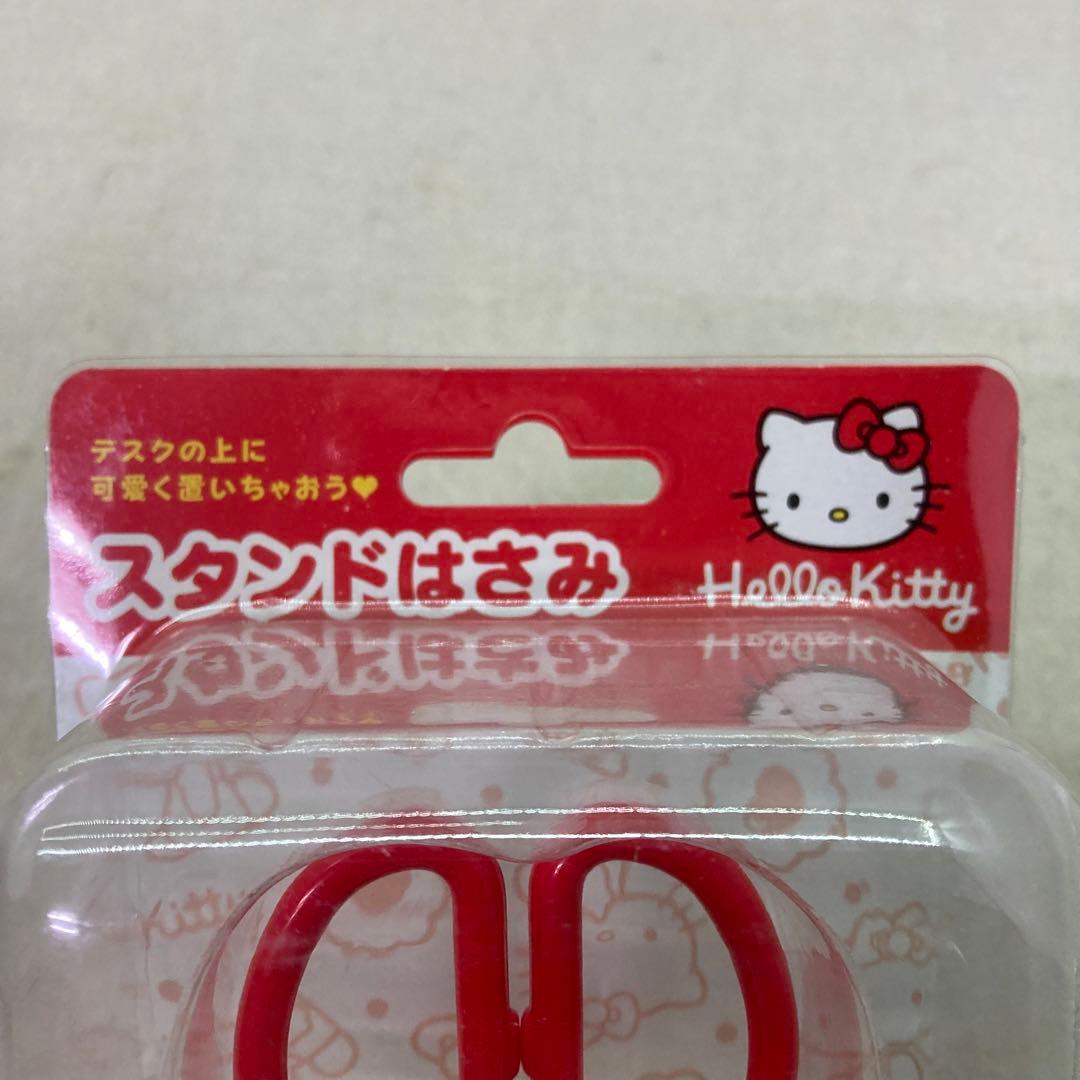 テスクの上に
可愛く置いちゃおう♥
スタンドはさみ
Hello Kitty
Kitty